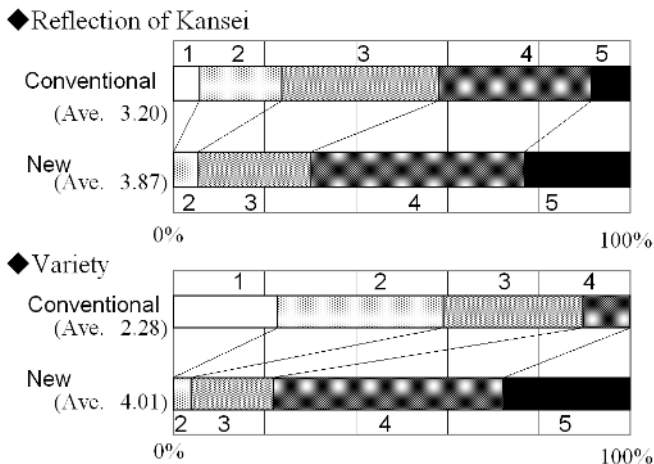 ◆Reflection of Kansei
1 2 3 4 5
Conventional
(Ave. 3.20)
New
(Ave. 3.87)
2 3 4 5
0% 100%
◆Variety
1 2 3 4
Conventional
(Ave. 2.28)
New
(Ave. 4.01)
2 3 4 5
0% 100%